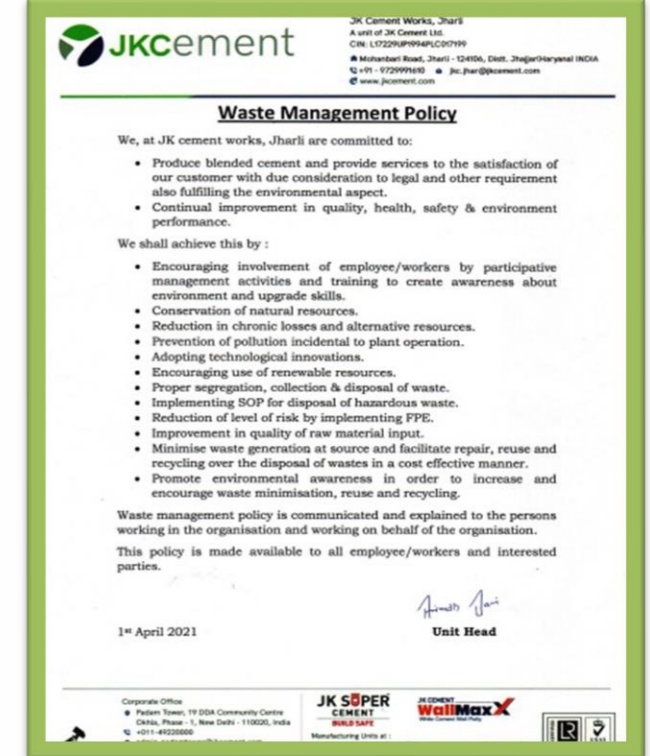 JKCement
JK Cement Works, Jharli
A unit of JK Cement Ltd.
CIN: L17229UP1994PLC017199
Mohanbari Road, Jharli - 124106, Distt. Jhajjar(Haryana) INDIA
+91 - 9729991610 jkc.jhar@jkcement.com
www.jkcement.com
Waste Management Policy
We, at JK cement works, Jharli are committed to:
• Produce blended cement and provide services to the satisfaction of
our customer with due consideration to legal and other requirement
also fulfilling the environmental aspect.
• Continual improvement in quality, health, safety & environment
performance.
We shall achieve this by :
• Encouraging involvement of employee/workers by participative
management activities and training to create awareness about
environment and upgrade skills.
• Conservation of natural resources.
• Reduction in chronic losses and alternative resources.
• Prevention of pollution incidental to plant operation.
• Adopting technological innovations.
• Encouraging use of renewable resources.
• Proper segregation, collection & disposal of waste.
• Implementing SOP for disposal of hazardous waste.
• Reduction of level of risk by implementing FPE.
• Improvement in quality of raw material input.
• Minimise waste generation at source and facilitate repair, reuse and
recycling over the disposal of wastes in a cost effective manner.
• Promote environmental awareness in order to increase and
encourage waste minimisation, reuse and recycling.
Waste management policy is communicated and explained to the persons
working in the organisation and working on behalf of the organisation.
This policy is made available to all employee/workers and interested
parties.
1st April 2021
Unit Head
Corporate Office
Padam Tower, 19 DDA Community Centre
Okhla, Phase - 1, New Delhi - 110020, India
+011-49220000
JK SUPER
CEMENT
BUILD SAFE
Manufacturing Units at :
JK CEMENT
WallMaxX
White Cement Wall Putty
LR